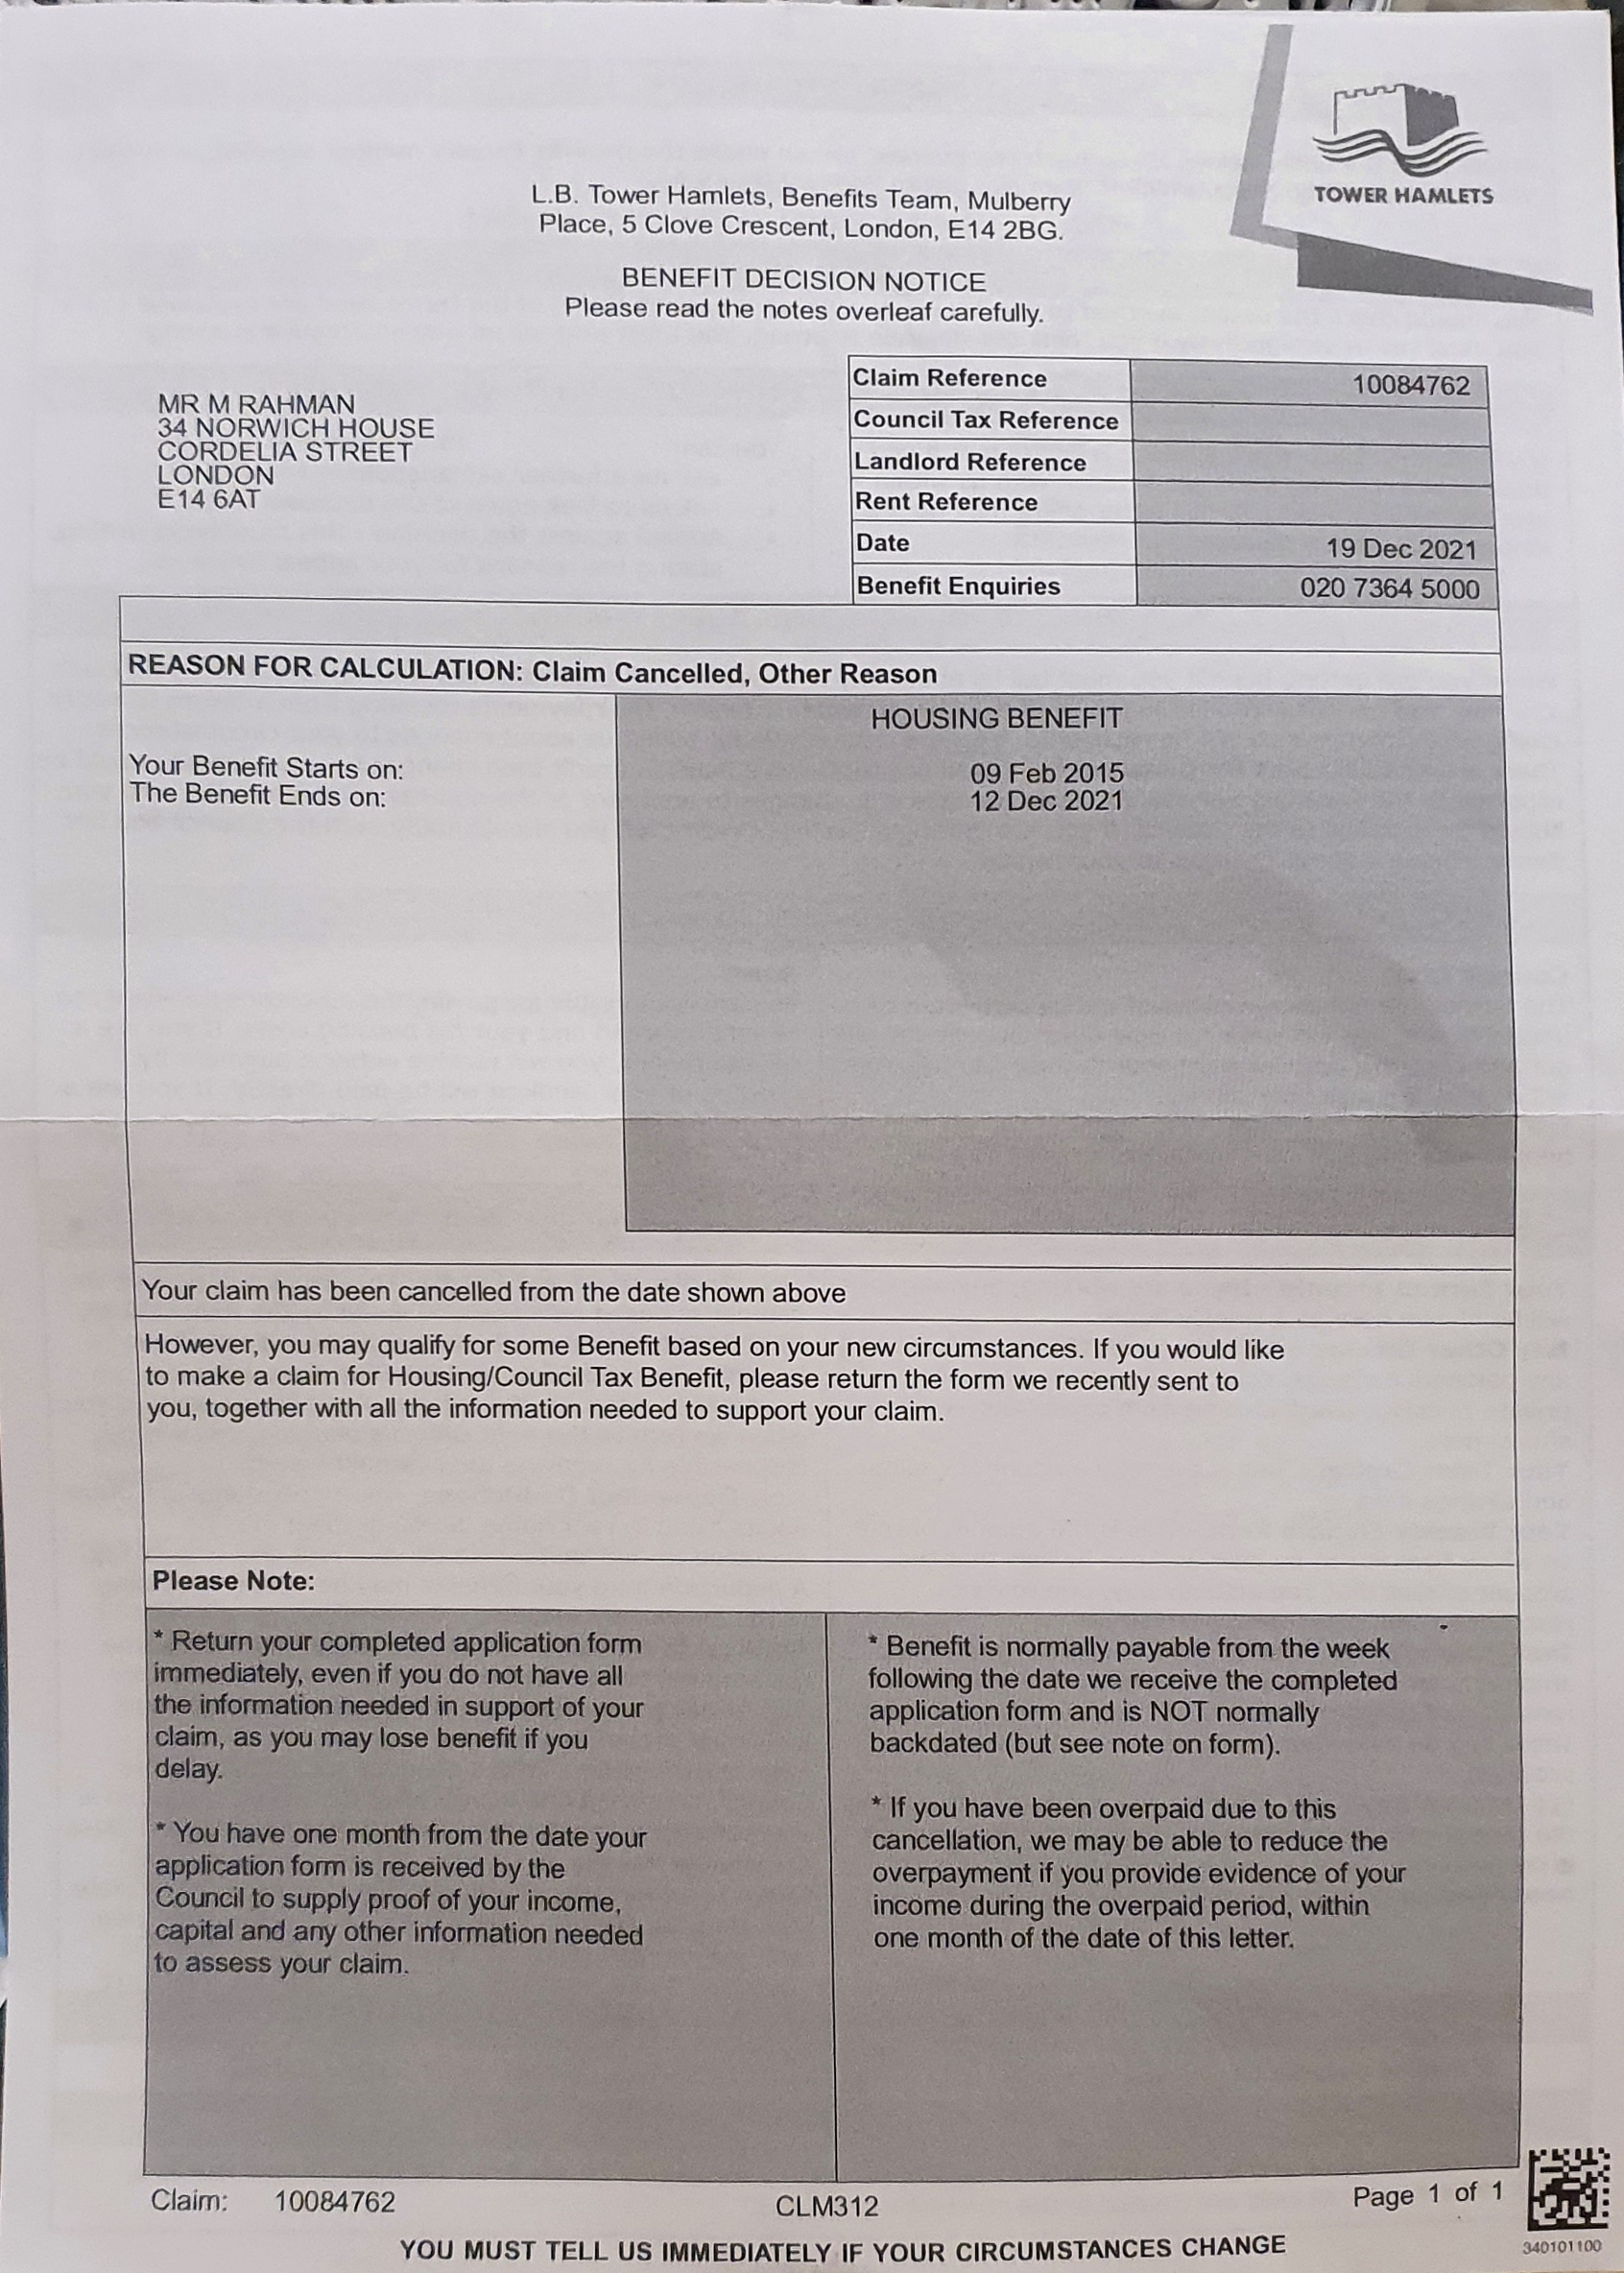 TOWER HAMLETS
L.B. Tower Hamlets, Benefits Team, Mulberry
Place, 5 Clove Crescent, London, E14 2BG.
BENEFIT DECISION NOTICE
Please read the notes overleaf carefully.
MR M RAHMAN
34 NORWICH HOUSE
CORDELIA STREET
LONDON
E14 6AT
Claim Reference 10084762
Council Tax Reference
Landlord Reference
Rent Reference
Date 19 Dec 2021
Benefit Enquiries 020 7364 5000
REASON FOR CALCULATION: Claim Cancelled, Other Reason
HOUSING BENEFIT
Your Benefit Starts on: 09 Feb 2015
The Benefit Ends on: 12 Dec 2021
Your claim has been cancelled from the date shown above
However, you may qualify for some Benefit based on your new circumstances. If you would like
to make a claim for Housing/Council Tax Benefit, please return the form we recently sent to
you, together with all the information needed to support your claim.
Please Note:
* Return your completed application form
immediately, even if you do not have all
the information needed in support of your
claim, as you may lose benefit if you
delay.
* You have one month from the date your
application form is received by the
Council to supply proof of your income,
capital and any other information needed
to assess your claim.
* Benefit is normally payable from the week
following the date we receive the completed
application form and is NOT normally
backdated (but see note on form).
* If you have been overpaid due to this
cancellation, we may be able to reduce the
overpayment if you provide evidence of your
income during the overpaid period, within
one month of the date of this letter.
Claim: 10084762 CLM312 Page 1 of 1
YOU MUST TELL US IMMEDIATELY IF YOUR CIRCUMSTANCES CHANGE
340101100